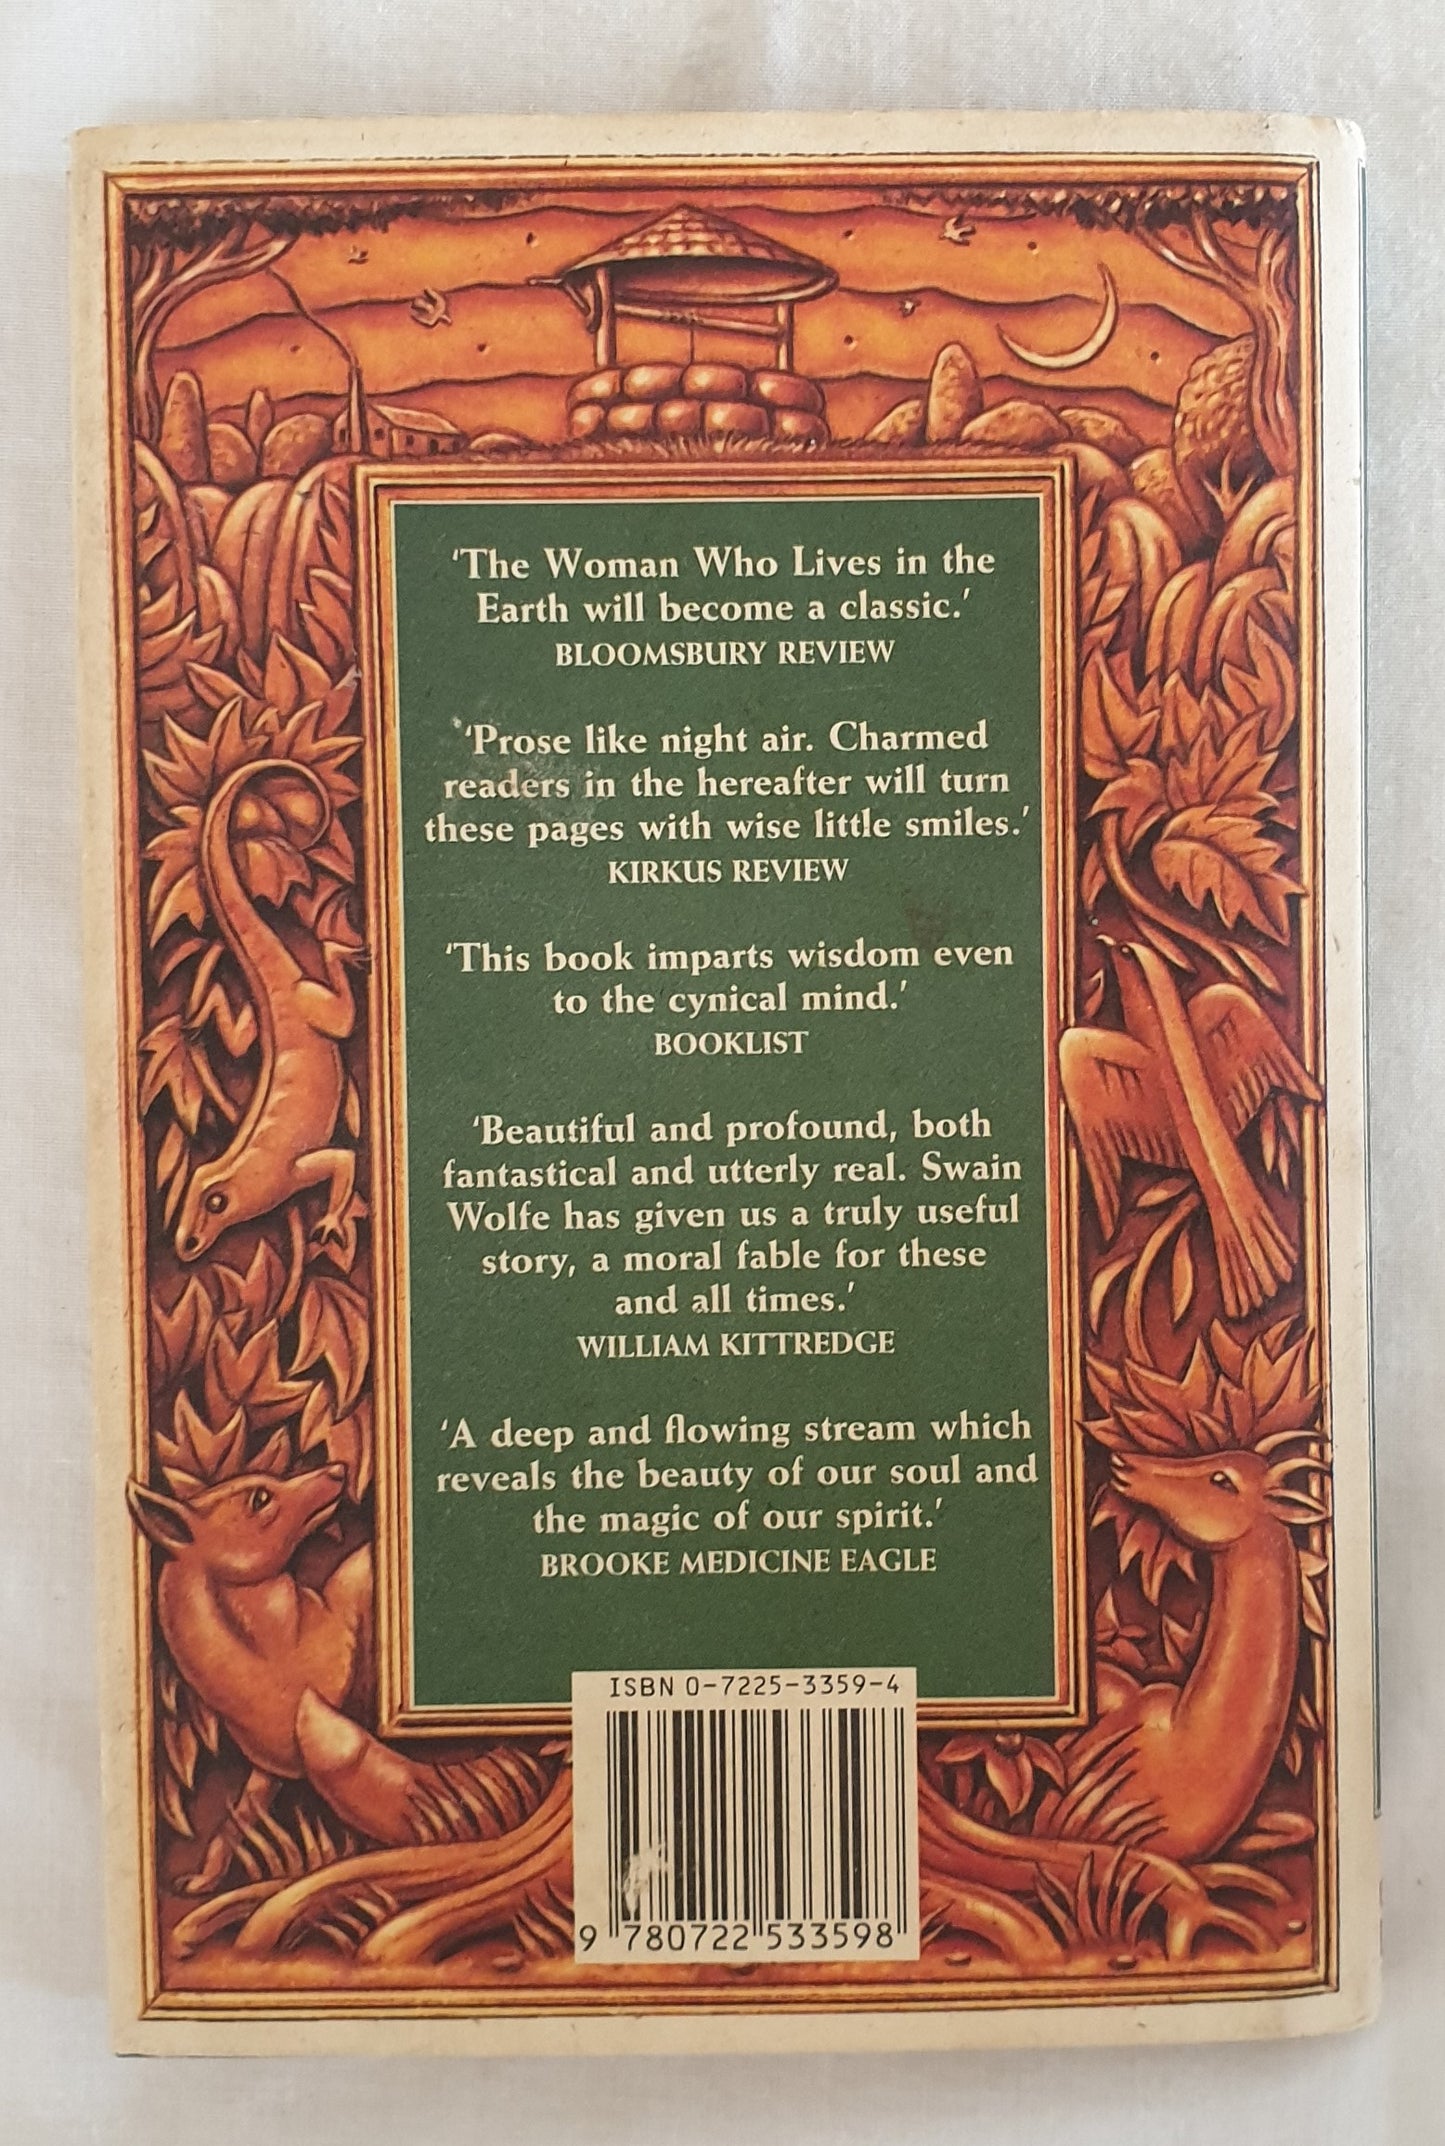 ‘The Woman Who Lives in the
Earth will become a classic.’
BLOOMSBURY REVIEW
‘Prose like night air. Charmed
readers in the hereafter will turn
these pages with wise little smiles.’
KIRKUS REVIEW
‘This book imparts wisdom even
to the cynical mind.’
BOOKLIST
‘Beautiful and profound, both
fantastical and utterly real. Swain
Wolfe has given us a truly useful
story, a moral fable for these
and all times.’
WILLIAM KITTREDGE
‘A deep and flowing stream which
reveals the beauty of our soul and
the magic of our spirit.’
BROOKE MEDICINE EAGLE
ISBN 0-7225-3359-4
9 780722 533598